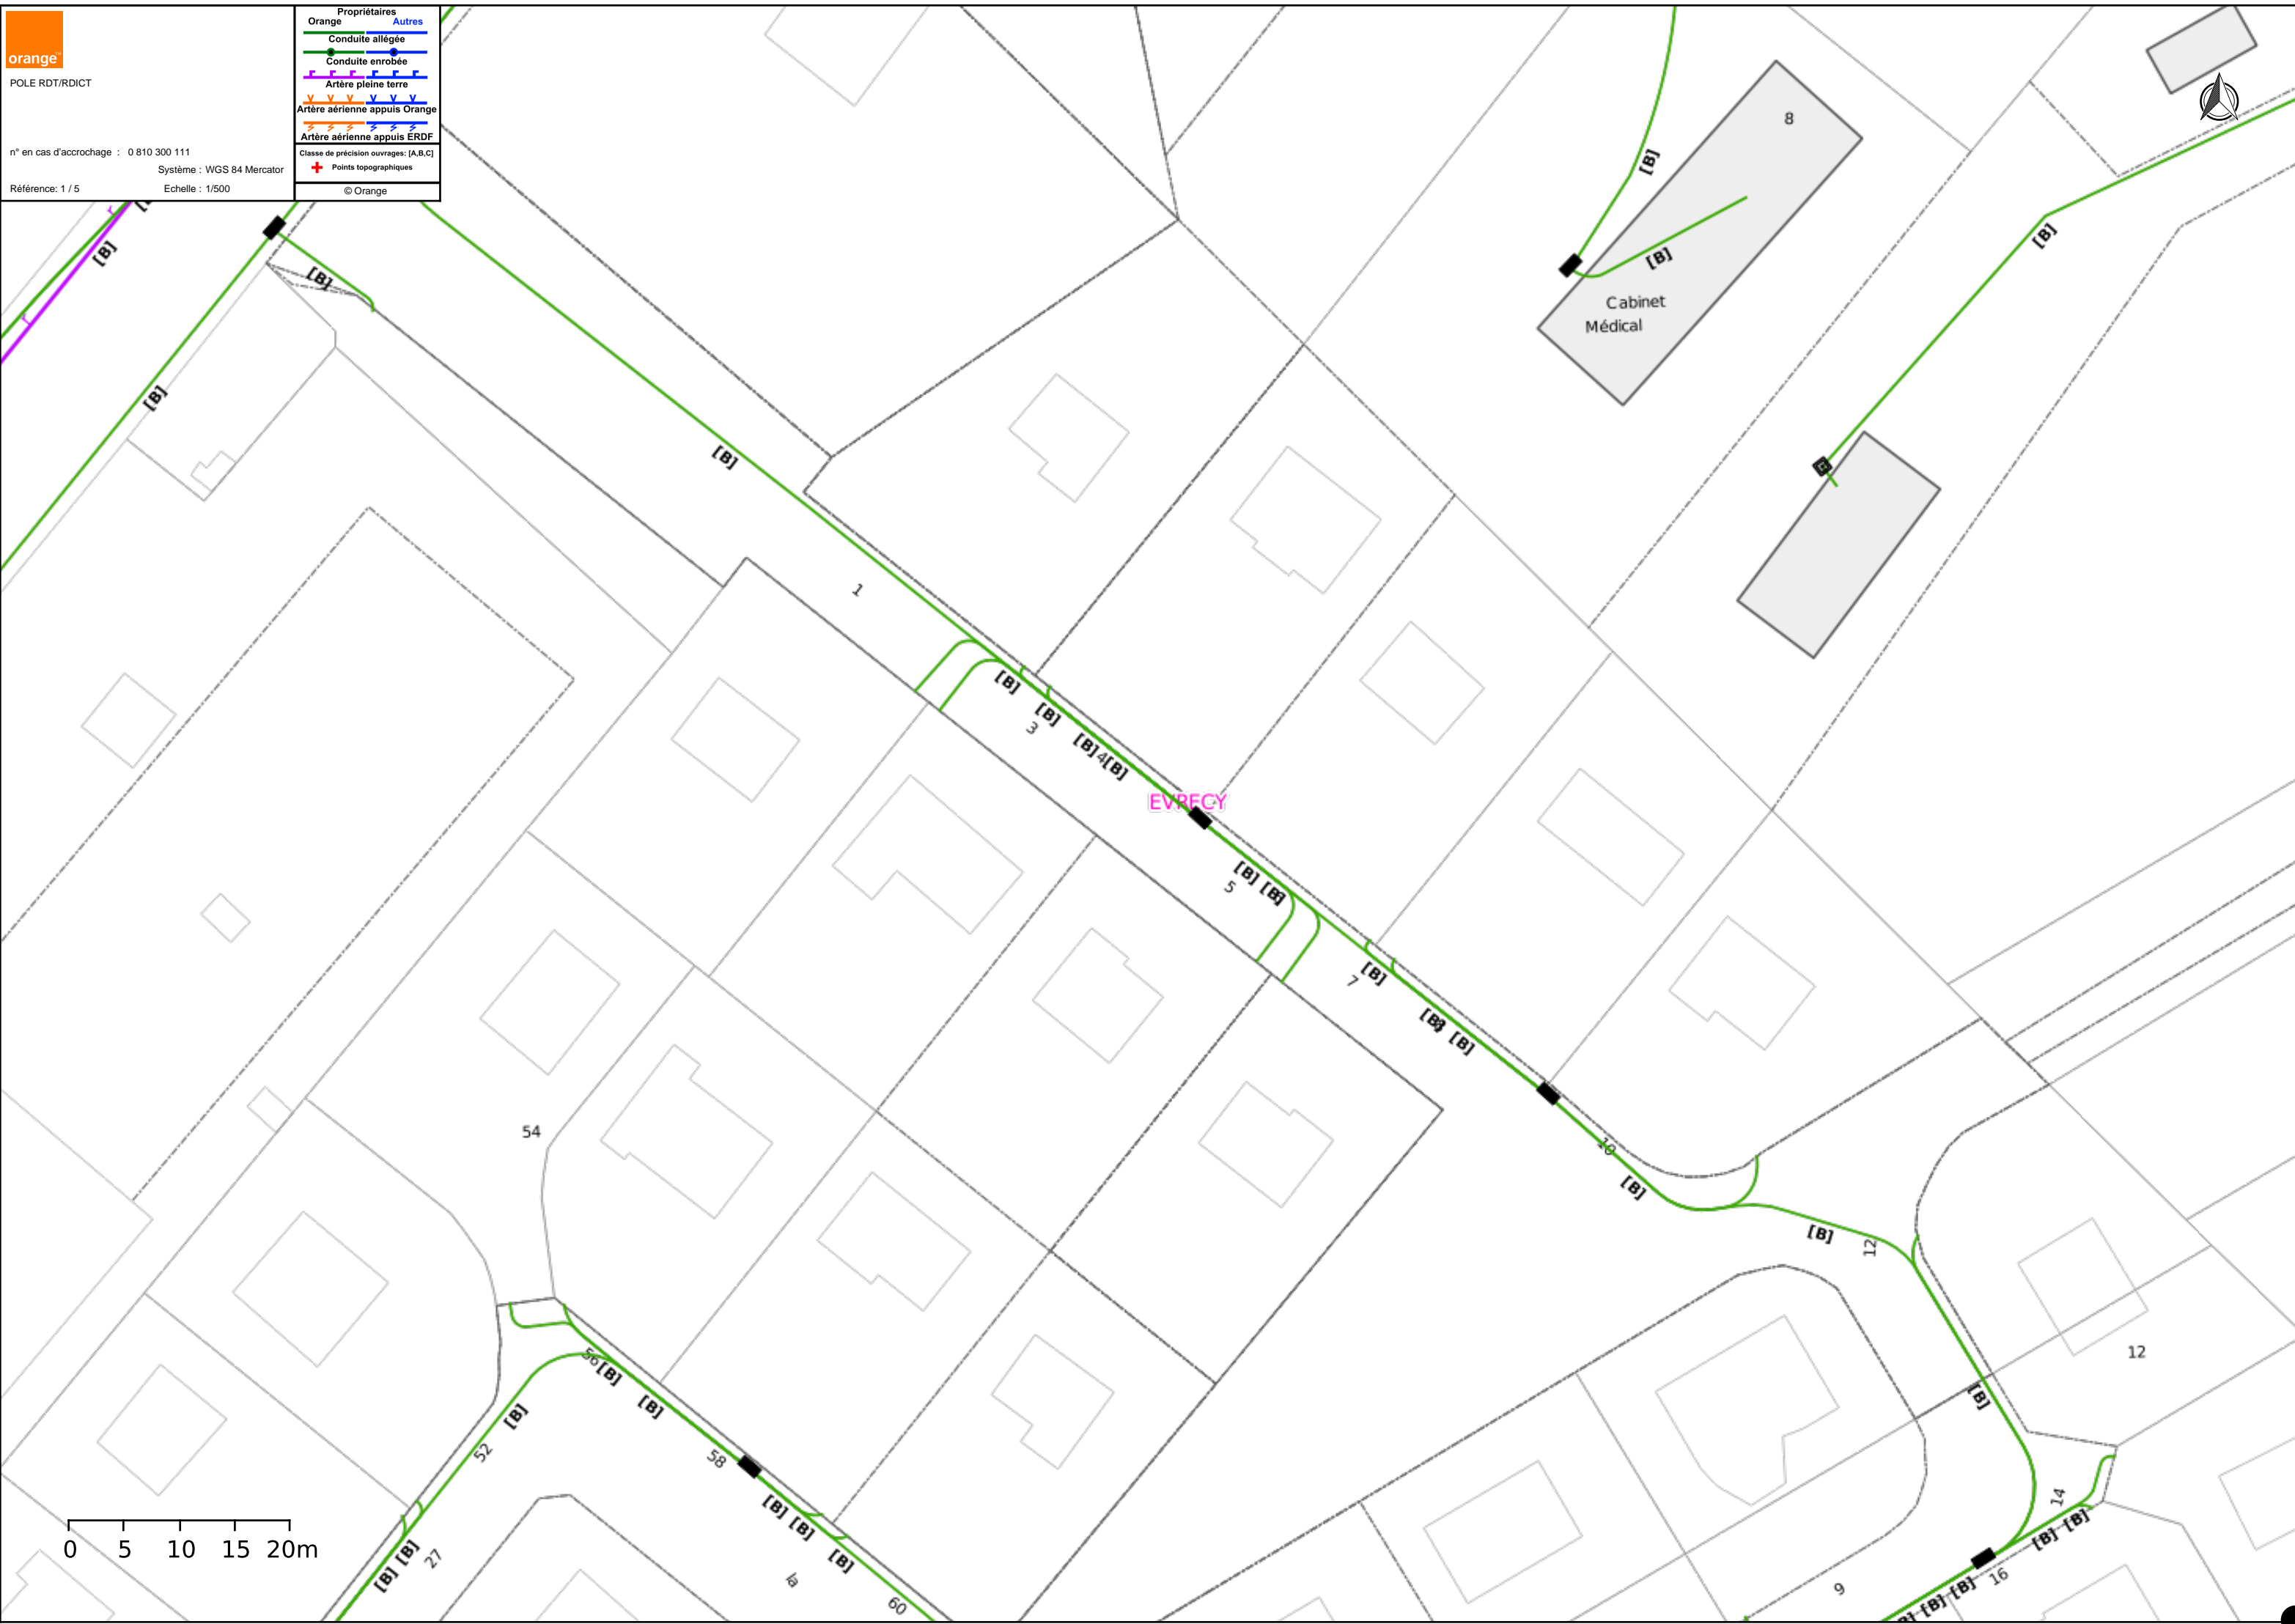 orange™
POLE RDT/RDICT
n° en cas d'accrochage : 0 810 300 111
Système : WGS 84 Mercator
Référence: 1 / 5
Echelle : 1/500
Propriétaires
Orange
Autres
Conduite allégée
Conduite enrobée
Artère pleine terre
Artère aérienne appuis Orange
Artère aérienne appuis ERDF
Classe de précision ouvrages: [A,B,C]
Points topographiques
© Orange
8
[B]
[B]
[B]
[B]
[B]
Cabinet
Médical
[B]
[B]
1
[B]
[B]
3
[B]
4
[B]
EVRECY
[B]
[B]
5
[B]
7
[B]
[B]
54
10
[B]
[B]
12
12
56
[B]
[B]
[B]
[B]
52
58
14
[B]
[B]
[B]
[B]
[B]
[B]
[B]
27
[B]
[B]
16
9
la
60
0 5 10 15 20m